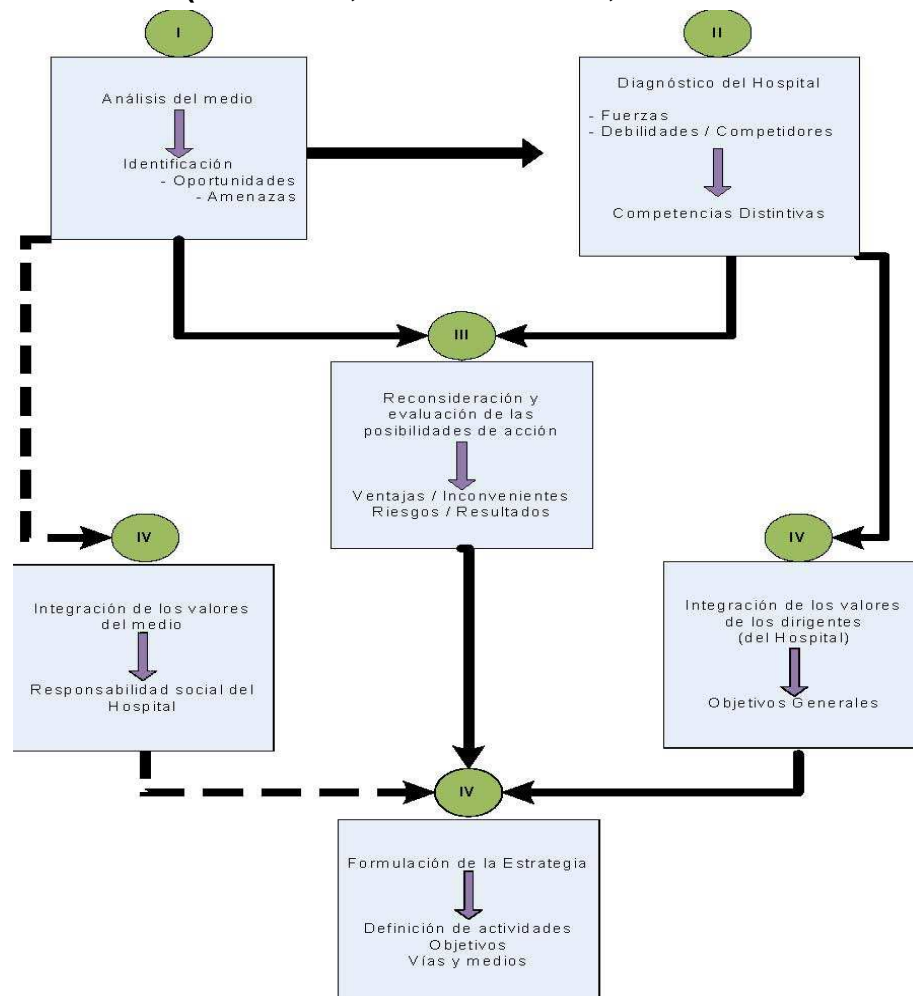 I
Análisis del medio
Identificación
- Oportunidades
- Amenazas
II
Diagnóstico del Hospital
- Fuerzas
- Debilidades / Competidores
Competencias Distintivas
III
Reconsideración y
evaluación de las
posibilidades de acción
Ventajas / Inconvenientes
Riesgos / Resultados
IV
Integración de los valores
del medio
Responsabilidad social del
Hospital
IV
Integración de los valores
de los dirigentes
(del Hospital)
Objetivos Generales
IV
Formulación de la Estrategia
Definición de actividades
Objetivos
Vías y medios